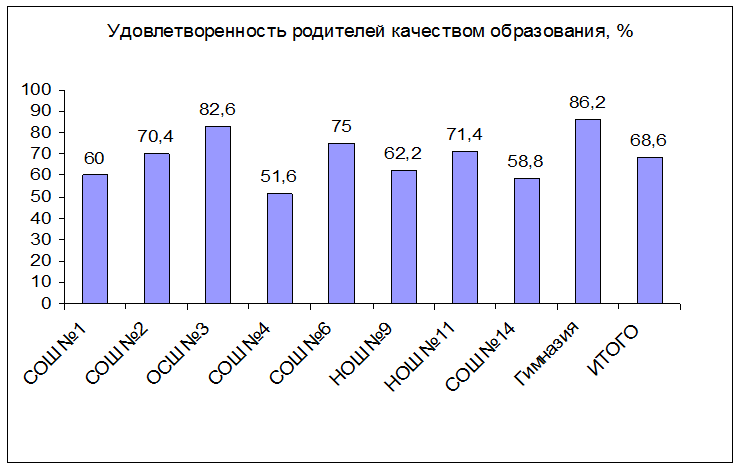 Удовлетворенность родителей качеством образования, %
100
90
80
70
60
50
40
30
20
10
0
60
70,4
82,6
51,6
75
62,2
71,4
58,8
86,2
68,6
СОШ №1
СОШ №2
ОСШ №3
СОШ №4
СОШ №6
НОШ №9
НОШ №11
СОШ №14
Гимназия
ИТОГО